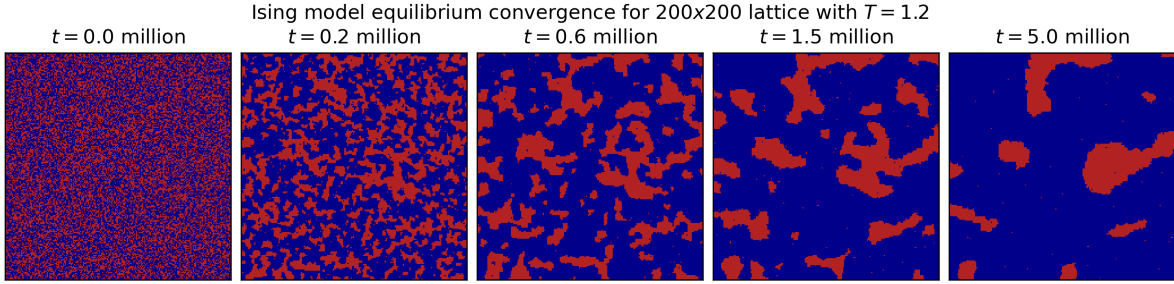 Ising model equilibrium convergence for 200x200 lattice with T = 1.2
t = 0.0 million
t = 0.2 million
t = 0.6 million
t = 1.5 million
t = 5.0 million